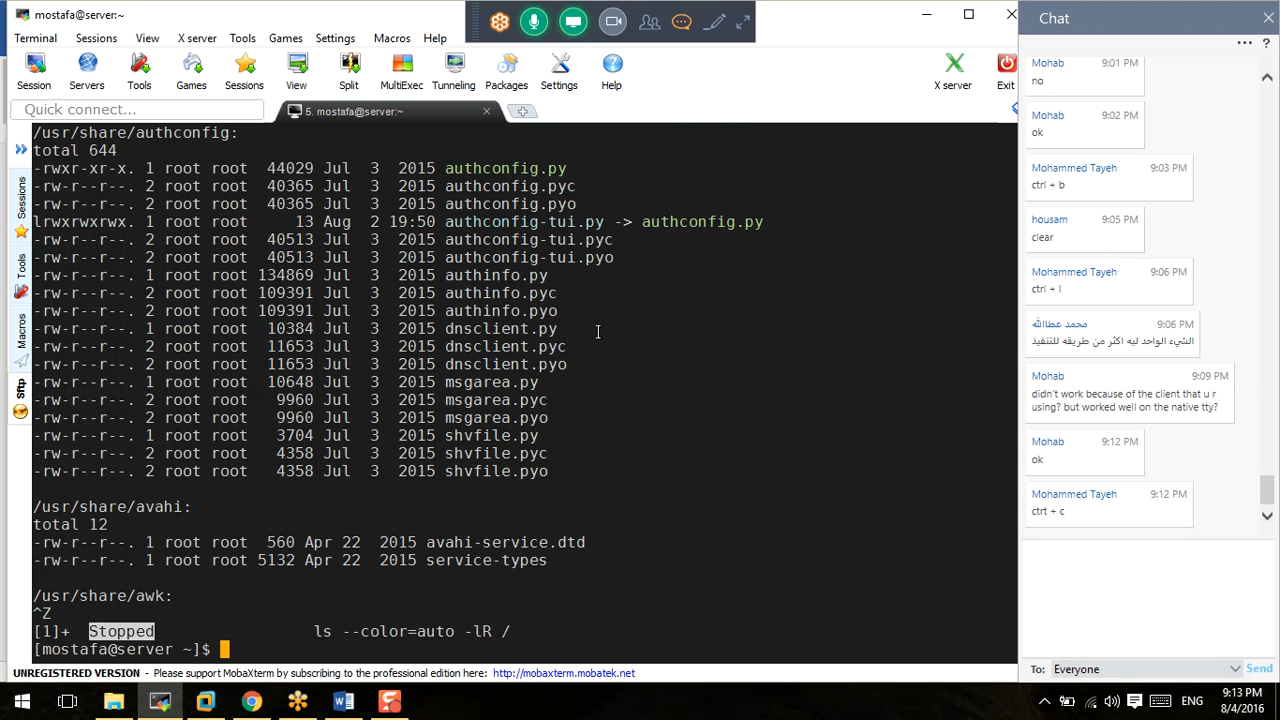 mostafa@server:~
Terminal Sessions View X server Tools Games Settings Macros Help
Session Servers Tools Games Sessions View Split MultiExec Tunneling Packages Settings Help X server Exit
Quick connect...
5. mostafa@server:~
Sessions
Tools
Macros
Sftp
/usr/share/authconfig:
total 644
-rwxr-xr-x. 1 root root  44029 Jul  3  2015 authconfig.py
-rw-r--r--. 2 root root  40365 Jul  3  2015 authconfig.pyc
-rw-r--r--. 2 root root  40365 Jul  3  2015 authconfig.pyo
lrwxrwxrwx. 1 root root     13 Aug  2 19:50 authconfig-tui.py -> authconfig.py
-rw-r--r--. 2 root root  40513 Jul  3  2015 authconfig-tui.pyc
-rw-r--r--. 2 root root  40513 Jul  3  2015 authconfig-tui.pyo
-rw-r--r--. 1 root root 134869 Jul  3  2015 authinfo.py
-rw-r--r--. 2 root root 109391 Jul  3  2015 authinfo.pyc
-rw-r--r--. 2 root root 109391 Jul  3  2015 authinfo.pyo
-rw-r--r--. 1 root root  10384 Jul  3  2015 dnsclient.py
-rw-r--r--. 2 root root  11653 Jul  3  2015 dnsclient.pyc
-rw-r--r--. 2 root root  11653 Jul  3  2015 dnsclient.pyo
-rw-r--r--. 1 root root  10648 Jul  3  2015 msgarea.py
-rw-r--r--. 2 root root   9960 Jul  3  2015 msgarea.pyc
-rw-r--r--. 2 root root   9960 Jul  3  2015 msgarea.pyo
-rw-r--r--. 1 root root   3704 Jul  3  2015 shvfile.py
-rw-r--r--. 2 root root   4358 Jul  3  2015 shvfile.pyc
-rw-r--r--. 2 root root   4358 Jul  3  2015 shvfile.pyo
/usr/share/avahi:
total 12
-rw-r--r--. 1 root root  560 Apr 22  2015 avahi-service.dtd
-rw-r--r--. 1 root root 5132 Apr 22  2015 service-types
/usr/share/awk:
^Z
[1]+  Stopped                 ls --color=auto -lR /
[mostafa@server ~]$
UNREGISTERED VERSION - Please support MobaXterm by subscribing to the professional edition here: http://mobaxterm.mobatek.net
Chat
?
Mohab 9:01 PM
no
Mohab 9:02 PM
ok
Mohammed Tayeh 9:03 PM
ctrl + b
housam 9:05 PM
clear
Mohammed Tayeh 9:06 PM
ctrl + l
محمد عطاالله 9:06 PM
الشيء الواحد ليه اكثر من طريقه للتنفيذ
Mohab 9:09 PM
didn't work because of the client that u r
using? but worked well on the native tty?
Mohab 9:12 PM
ok
Mohammed Tayeh 9:12 PM
ctrt + c
To: Everyone Send
ENG
9:13 PM
8/4/2016